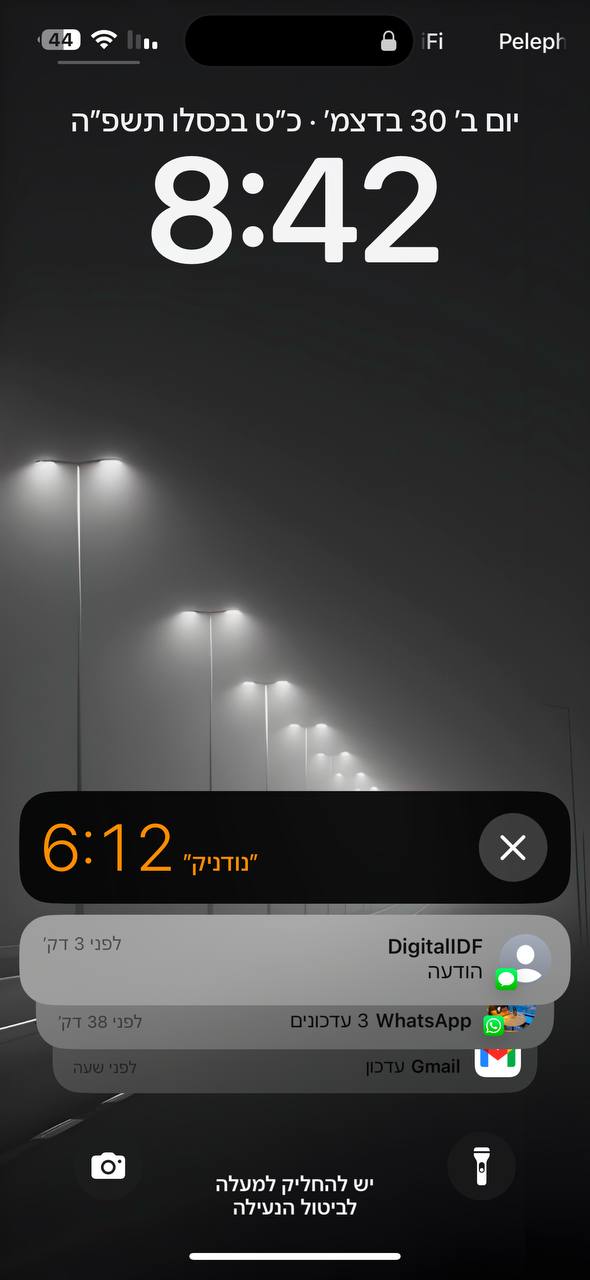 44
iFi
Peleph
יום ב׳ 30 בדצמ׳ · כ״ט בכסלו תשפ״ה
8:42
6:12 "נודניק"
DigitalIDF לפני 3 דק׳
הודעה
WhatsApp 3 עדכונים לפני 38 דק׳
Gmail עדכון לפני שעה
יש להחליק למעלה
לביטול הנעילה